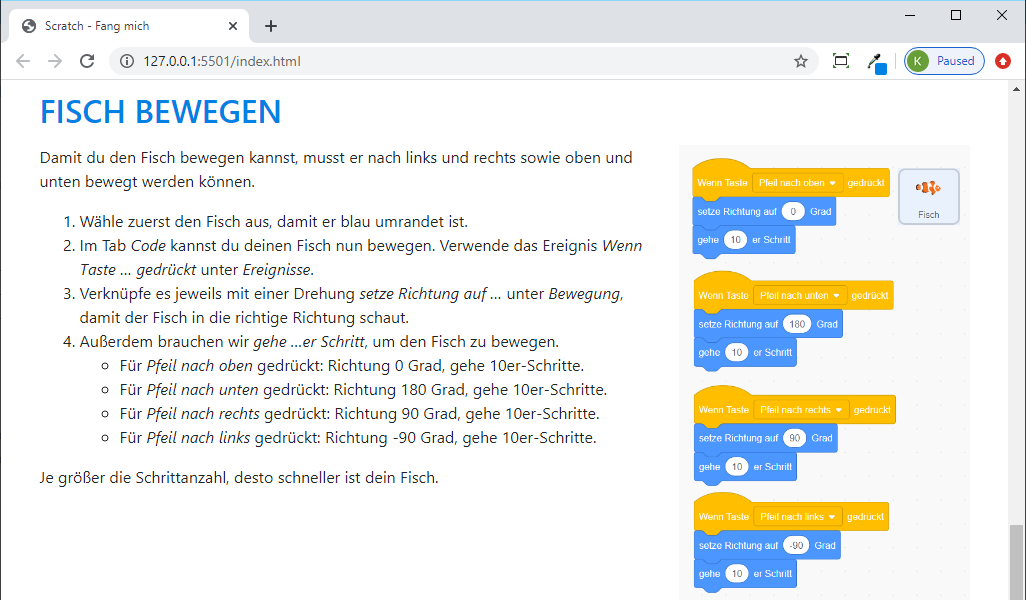 Scratch - Fang mich
127.0.0.1:5501/index.html
K Paused
FISCH BEWEGEN
Damit du den Fisch bewegen kannst, musst er nach links und rechts sowie oben und
unten bewegt werden können.
1. Wähle zuerst den Fisch aus, damit er blau umrandet ist.
2. Im Tab Code kannst du deinen Fisch nun bewegen. Verwende das Ereignis Wenn
Taste ... gedrückt unter Ereignisse.
3. Verknüpfe es jeweils mit einer Drehung setze Richtung auf ... unter Bewegung,
damit der Fisch in die richtige Richtung schaut.
4. Außerdem brauchen wir gehe ...er Schritt, um den Fisch zu bewegen.
Für Pfeil nach oben gedrückt: Richtung 0 Grad, gehe 10er-Schritte.
Für Pfeil nach unten gedrückt: Richtung 180 Grad, gehe 10er-Schritte.
Für Pfeil nach rechts gedrückt: Richtung 90 Grad, gehe 10er-Schritte.
Für Pfeil nach links gedrückt: Richtung -90 Grad, gehe 10er-Schritte.
Je größer die Schrittanzahl, desto schneller ist dein Fisch.
Wenn Taste Pfeil nach oben gedrückt
setze Richtung auf 0 Grad
gehe 10 er Schritt
Fisch
Wenn Taste Pfeil nach unten gedrückt
setze Richtung auf 180 Grad
gehe 10 er Schritt
Wenn Taste Pfeil nach rechts gedrückt
setze Richtung auf 90 Grad
gehe 10 er Schritt
Wenn Taste Pfeil nach links gedrückt
setze Richtung auf -90 Grad
gehe 10 er Schritt